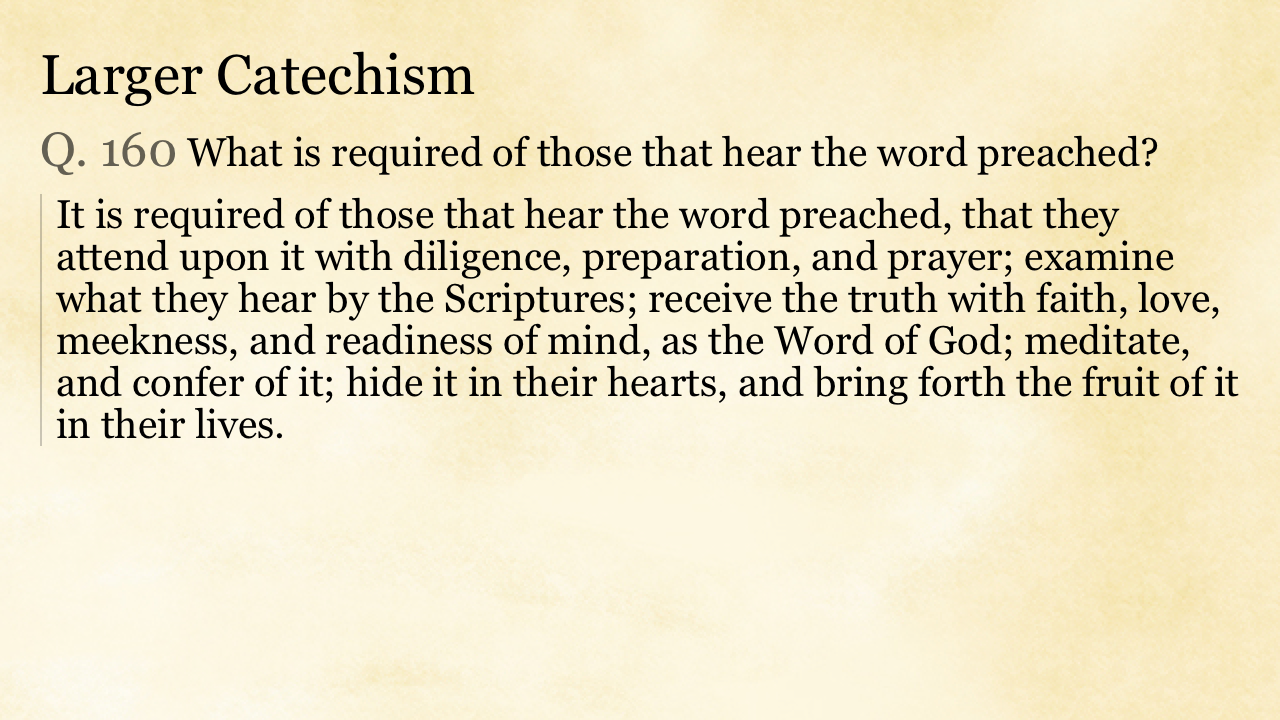 Larger Catechism
Q. 160 What is required of those that hear the word preached?
It is required of those that hear the word preached, that they
attend upon it with diligence, preparation, and prayer; examine
what they hear by the Scriptures; receive the truth with faith, love,
meekness, and readiness of mind, as the Word of God; meditate,
and confer of it; hide it in their hearts, and bring forth the fruit of it
in their lives.